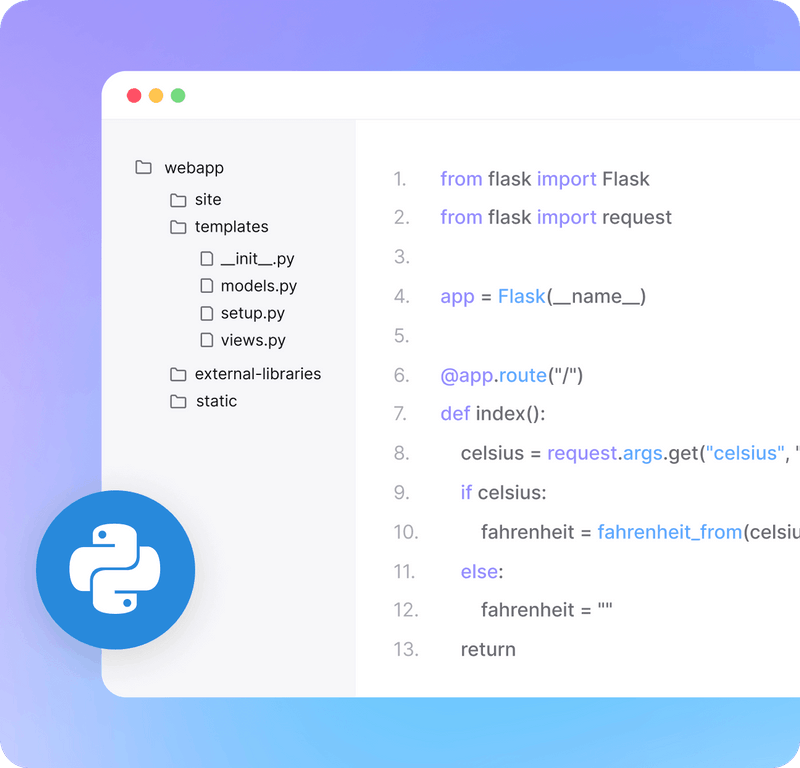 webapp
site
templates
__init__.py
models.py
setup.py
views.py
external-libraries
static
1. from flask import Flask
2. from flask import request
3.
4. app = Flask(__name__)
5.
6. @app.route("/")
7. def index():
8. celsius = request.args.get("celsius", "
9. if celsius:
10. fahrenheit = fahrenheit_from(celsiu
11. else:
12. fahrenheit = ""
13. return